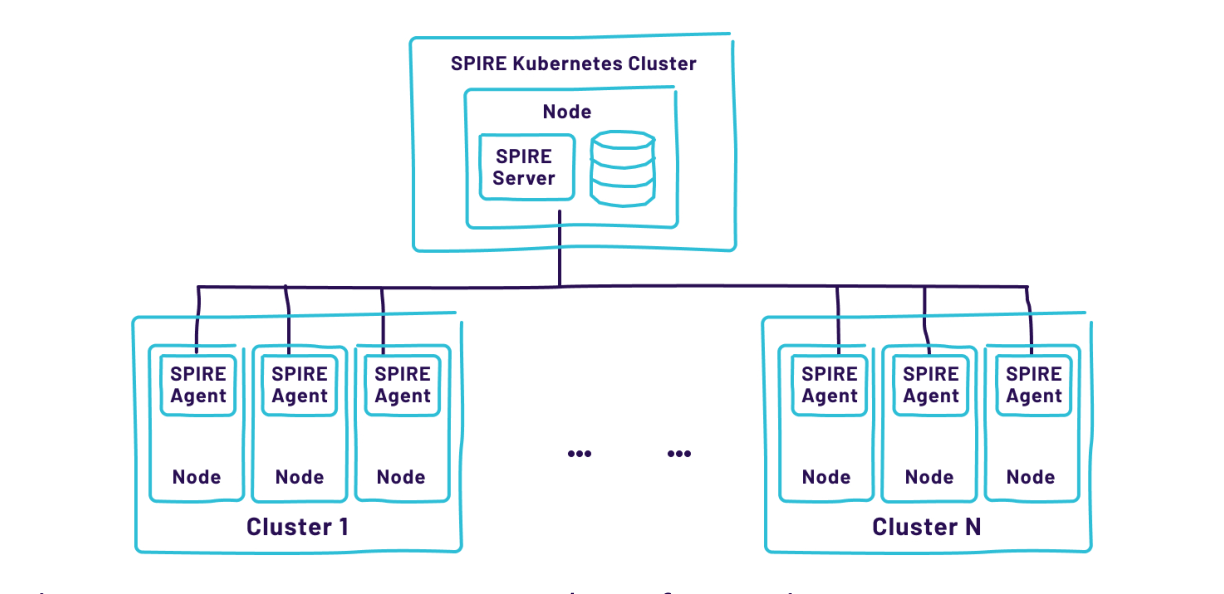 SPIRE Kubernetes Cluster
Node
SPIRE
Server
SPIRE
Agent
SPIRE
Agent
SPIRE
Agent
Node
Node
Node
Cluster 1
... ...
SPIRE
Agent
SPIRE
Agent
SPIRE
Agent
Node
Node
Node
Cluster N